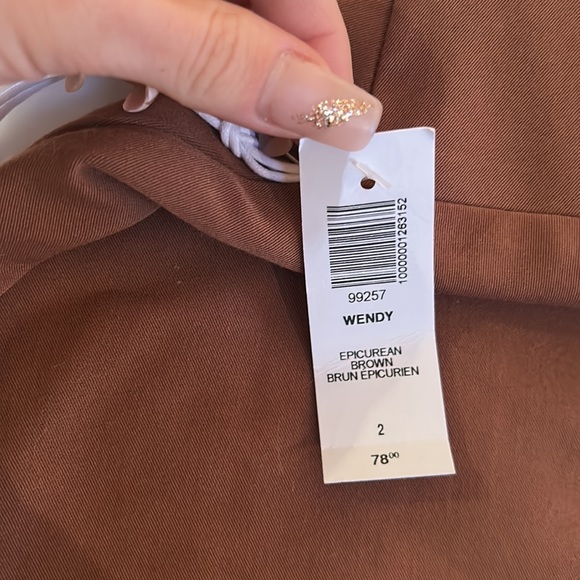 10000001263152
99257
WENDY
EPICUREAN
BROWN
BRUN EPICURIEN
2
78⁰⁰